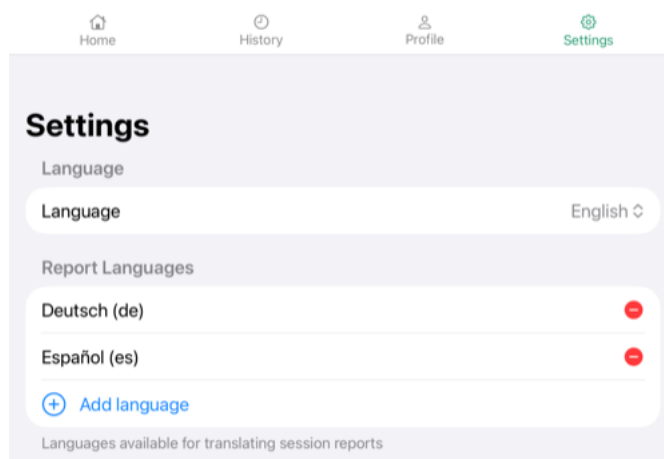 Home History Profile Settings
Settings
Language
Language English
Report Languages
Deutsch (de)
Español (es)
Add language
Languages available for translating session reports